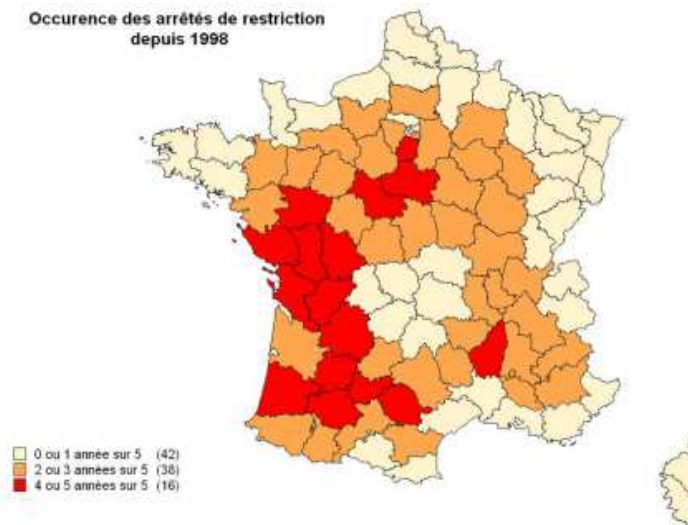 Occurence des arrêtés de restriction
depuis 1998
0 ou 1 année sur 5 (42)
2 ou 3 années sur 5 (38)
4 ou 5 années sur 5 (16)